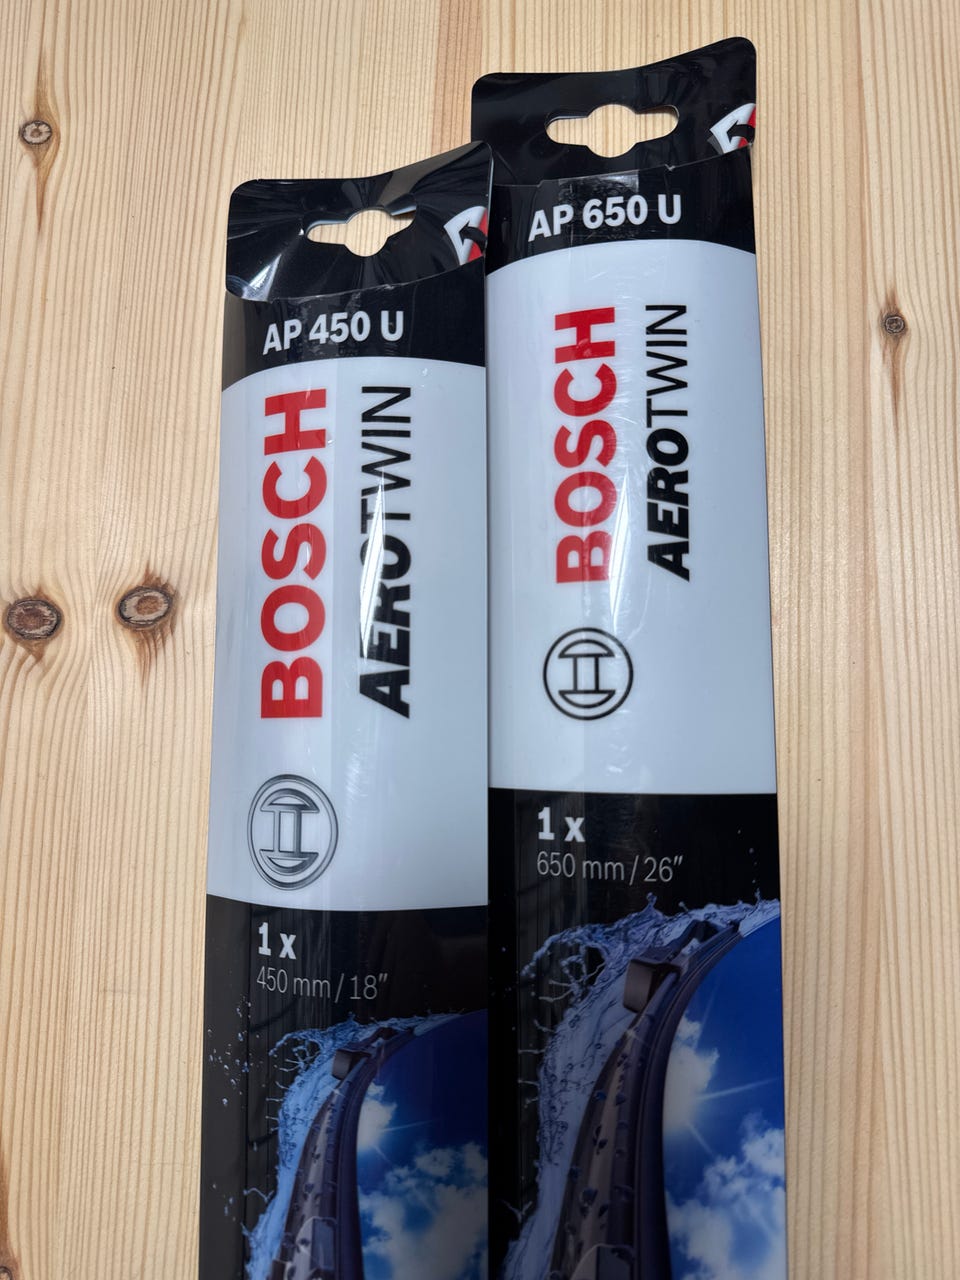 AP 450 U
BOSCH
AEROTWIN
1 x
450 mm / 18″
AP 650 U
BOSCH
AEROTWIN
1 x
650 mm / 26″